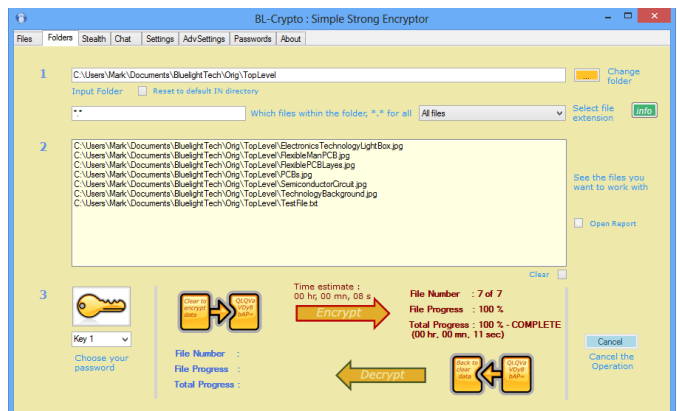 BL-Crypto : Simple Strong Encryptor
Files Folders Stealth Chat Settings AdvSettings Passwords About
1 C:\Users\Mark\Documents\BluelightTech\Orig\TopLevel ... Change folder
Input Folder Reset to default IN directory
*.* Which files within the folder, *.* for all All files Select file extension info
2
C:\Users\Mark\Documents\BluelightTech\Orig\TopLevel\ElectronicsTechnologyLightBox.jpg
C:\Users\Mark\Documents\BluelightTech\Orig\TopLevel\FlexibleManPCB.jpg
C:\Users\Mark\Documents\BluelightTech\Orig\TopLevel\FlexiblePCBLayes.jpg
C:\Users\Mark\Documents\BluelightTech\Orig\TopLevel\PCBs.jpg
C:\Users\Mark\Documents\BluelightTech\Orig\TopLevel\SemiconductorCircuit.jpg
C:\Users\Mark\Documents\BluelightTech\Orig\TopLevel\TechnologyBackground.jpg
C:\Users\Mark\Documents\BluelightTech\Orig\TopLevel\TestFile.txt
See the files you
want to work with
Open Report
Clear
3
Key 1
Choose your
password
Clear to
encrypt
data
QLQVa
VDyB
bAP=
Time estimate :
00 hr, 00 mn, 08 s
Encrypt
File Number : 7 of 7
File Progress : 100 %
Total Progress : 100 % - COMPLETE
(00 hr, 00 mn, 11 sec)
File Number :
File Progress :
Total Progress :
Decrypt
Back to
clear
data
QLQVa
VDyB
bAP=
Cancel
Cancel the
Operation